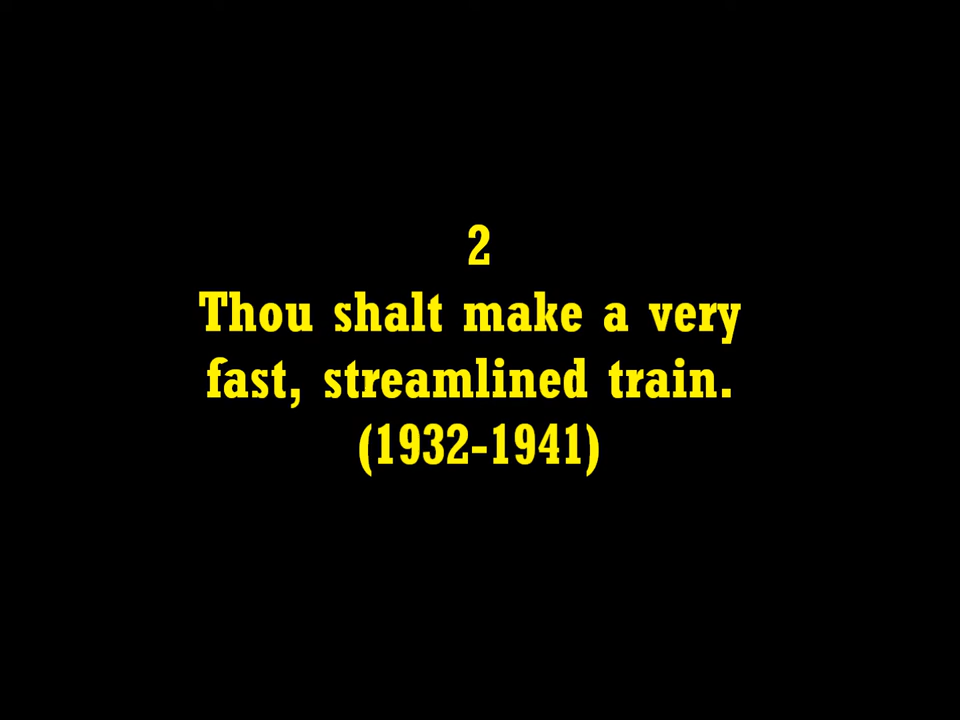 2
Thou shalt make a very
fast, streamlined train.
(1932-1941)